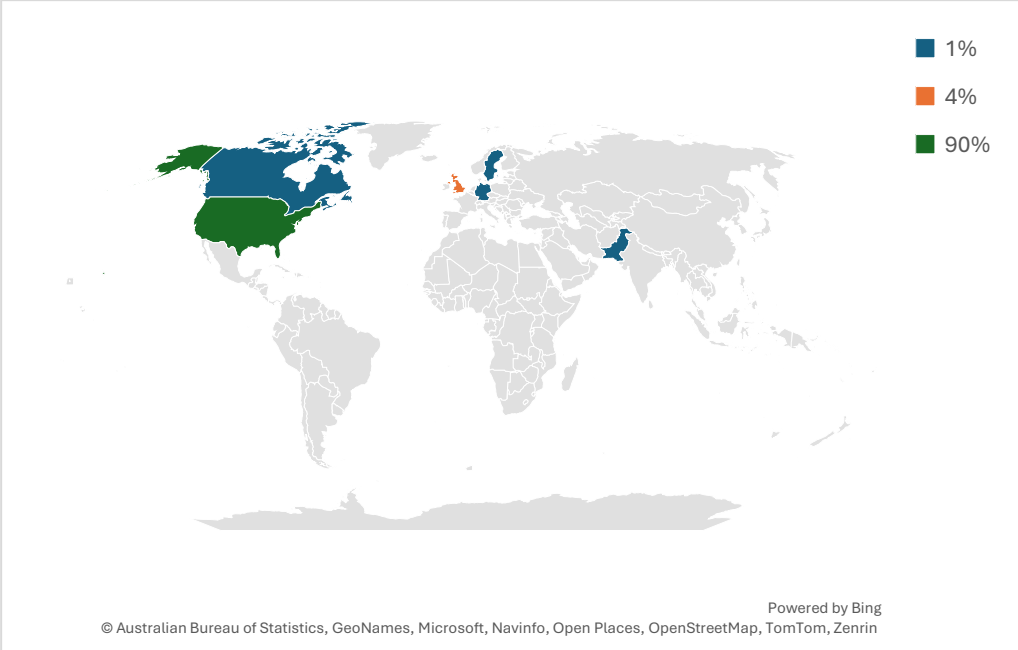 1%
4%
90%
Powered by Bing
© Australian Bureau of Statistics, GeoNames, Microsoft, Navinfo, Open Places, OpenStreetMap, TomTom, Zenrin